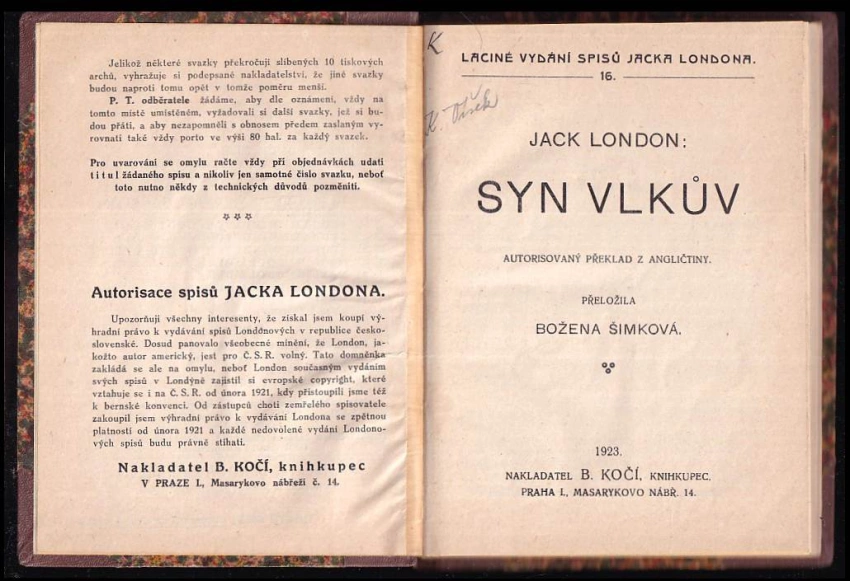 Jelikož některé svazky překročují slíbených 10 tiskových
archů, vyhražuje si podepsané nakladatelství, že jiné svazky
budou naproti tomu opět v tomže poměru menší.
P. T. odběratele žádáme, aby dle oznámení, vždy na
tomto místě umístěném, vyžadovali si další svazky, jež si bu-
dou přáti, a aby nezapomněli s obnosem předem zaslaným vy-
rovnati také vždy porto ve výši 80 hal. za každý svazek.
Pro uvarování se omylu račte vždy při objednávkách udati
titul žádaného spisu a nikoliv jen samotné číslo svazku, neboť
toto nutno někdy z technických důvodů pozměniti.
Autorisace spisů JACKA LONDONA.
Upozorňuji všechny interesenty, že získal jsem koupí vý-
hradní právo k vydávání spisů Londónových v republice česko-
slovenské. Dosud panovalo všeobecné mínění, že London, ja-
kožto autor americký, jest pro Č. S. R. volný. Tato domněnka
zakládá se ale na omylu, neboť London současným vydáním
svých spisů v Londýně zajistil si evropské copyright, které
vztahuje se i na Č. S. R. od února 1921, kdy přistoupili jsme též
k bernské konvenci. Od zástupců choti zemřelého spisovatele
zakoupil jsem výhradní právo k vydávání Londona se zpětnou
platností od února 1921 a každé nedovolené vydání Londono-
vých spisů budu právně stíhati.
Nakladatel B. KOČÍ, knihkupec
V PRAZE I., Masarykovo nábřeží č. 14.
K
LACINÉ VYDÁNÍ SPISŮ JACKA LONDONA.
16.
K.
JACK LONDON:
SYN VLKŮV
AUTORISOVANÝ PŘEKLAD Z ANGLIČTINY.
PŘELOŽILA
BOŽENA ŠIMKOVÁ.
1923.
NAKLADATEL B. KOČÍ, KNIHKUPEC,
PRAHA I., MASARYKOVO NÁBŘ. 14.